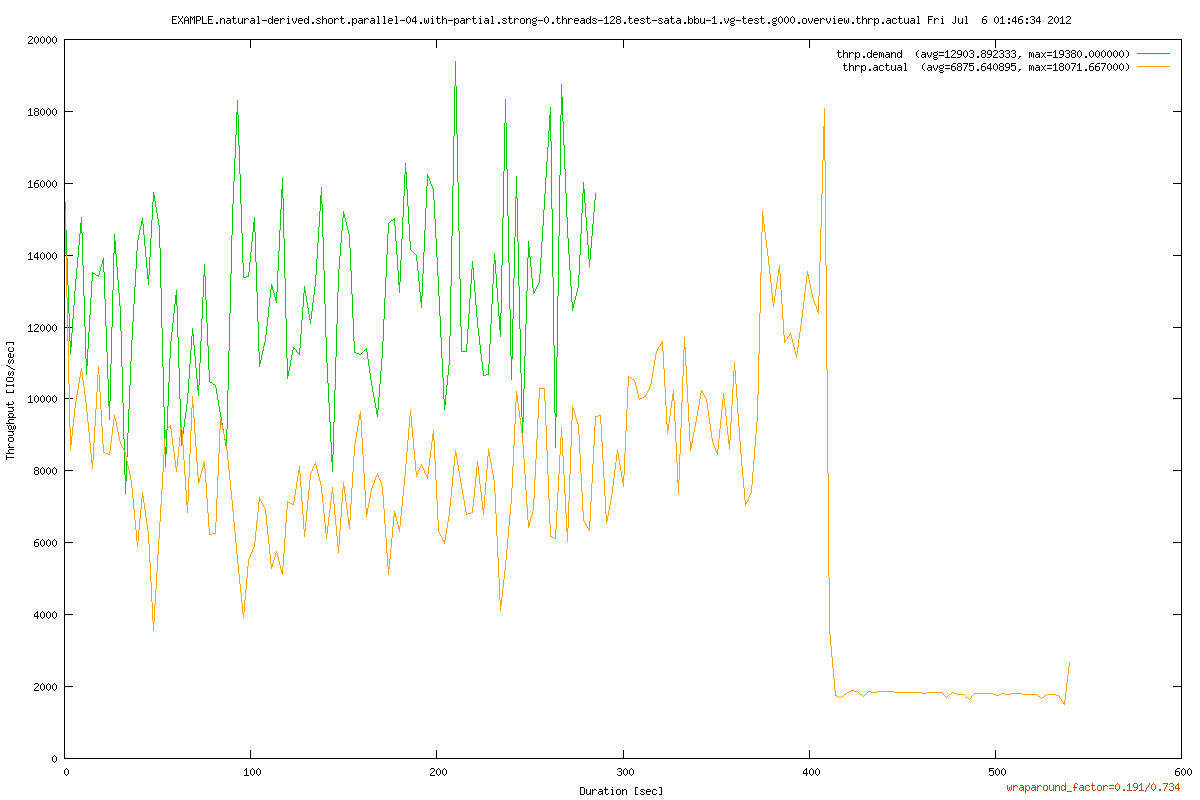 EXAMPLE.natural-derived.short.parallel-04.with-partial.strong-0.threads-128.test-sata.bbu-1.vg-test.g000.overview.thrp.actual Fri Jul  6 01:46:34 2012
thrp.demand  (avg=12903.892333, max=19380.000000)
thrp.actual  (avg=6875.640895, max=18071.667000)
20000
18000
16000
14000
12000
10000
8000
6000
4000
2000
0
Throughput [IOs/sec]
0 100 200 300 400 500 600
Duration [sec]
wraparound_factor=0.191/0.734